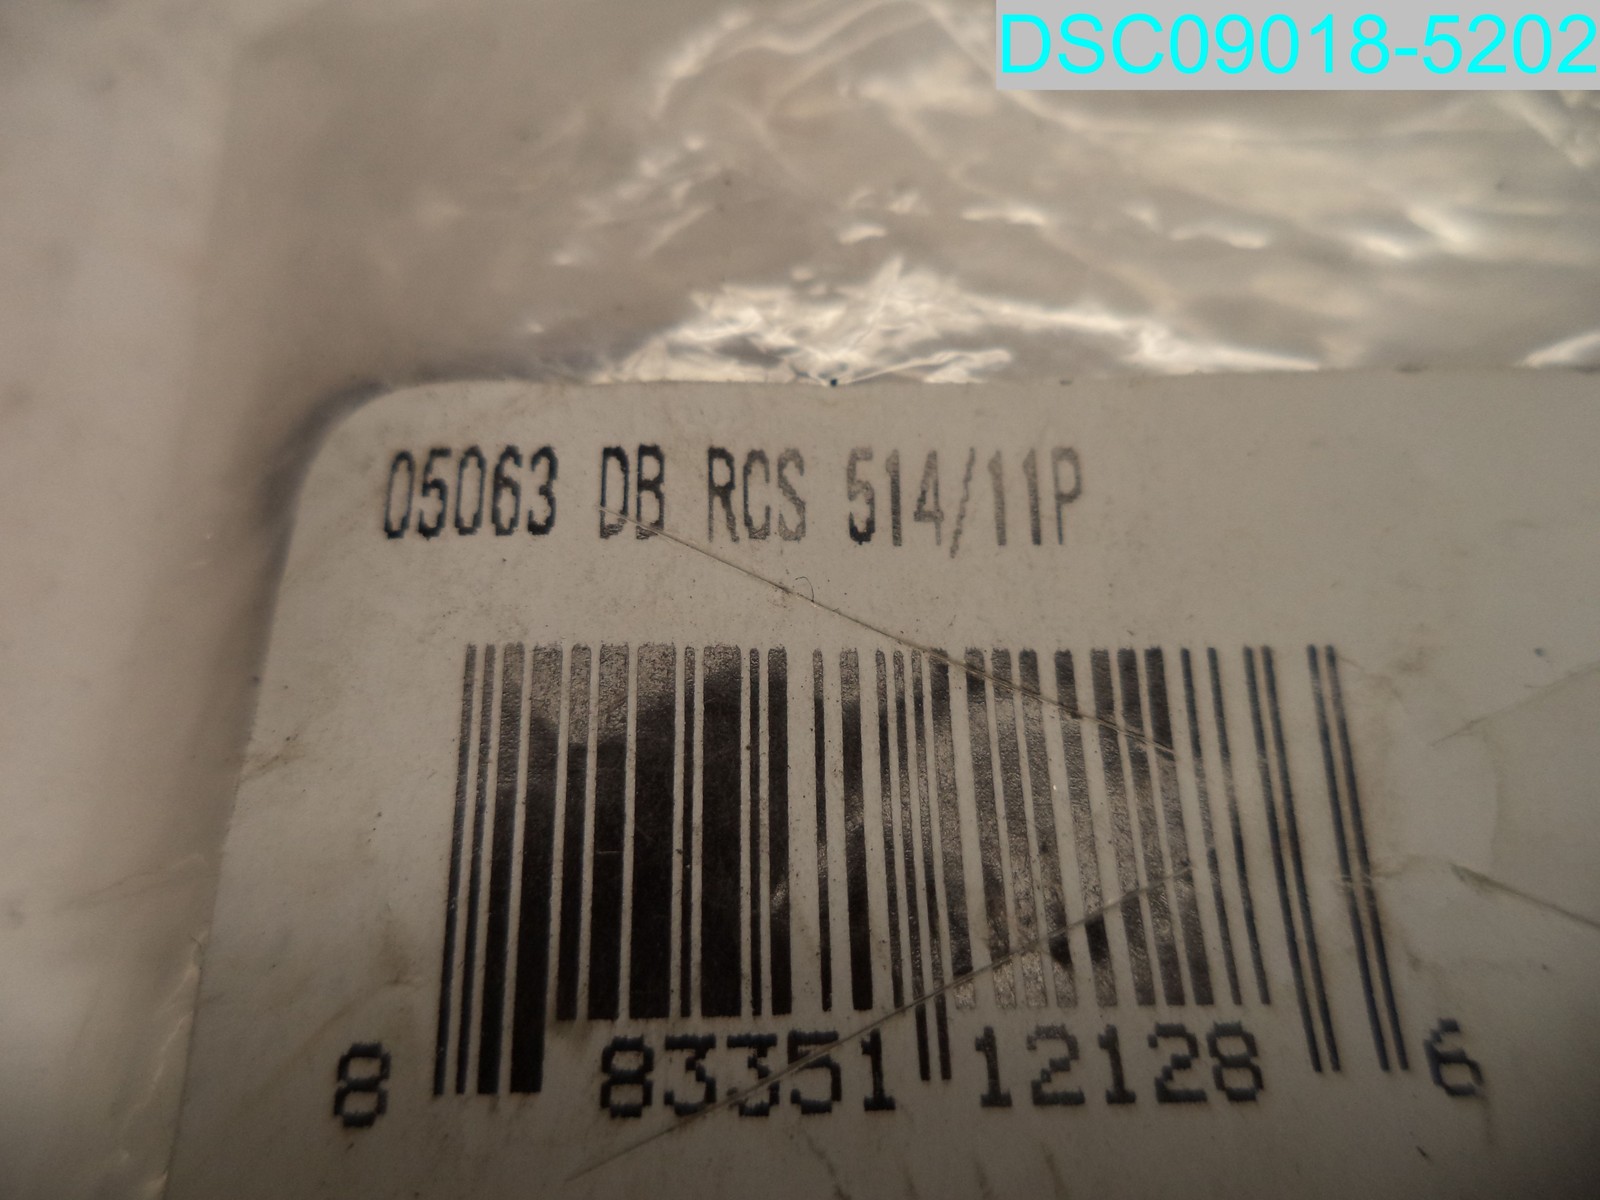 DSC09018-5202
05063 DB RCS 514/11P
8 83351 12128 6